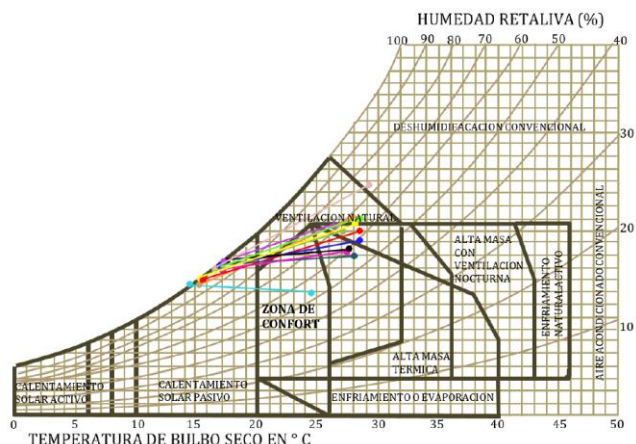 HUMEDAD RETALIVA (%)
100 90 80 70 60 50 40
DESHUMIDIFACACION CONVENCIONAL
30
VENTILACION NATURAL
20
ALTA MASA
CON
VENTILACION
NOCTURNA
ENFRIAMIENTO
NATURAL ACTIVO
AIRE ACONDICIONADO CONVENCIONAL
ZONA DE
CONFORT
10
ALTA MASA
TERMICA
CALENTAMIENTO
SOLAR ACTIVO
CALENTAMIENTO
SOLAR PASIVO
ENFRIAMIENTO O EVAPORACION
0 5 10 15 20 25 30 35 40 50 50
TEMPERATURA DE BULBO SECO EN ° C